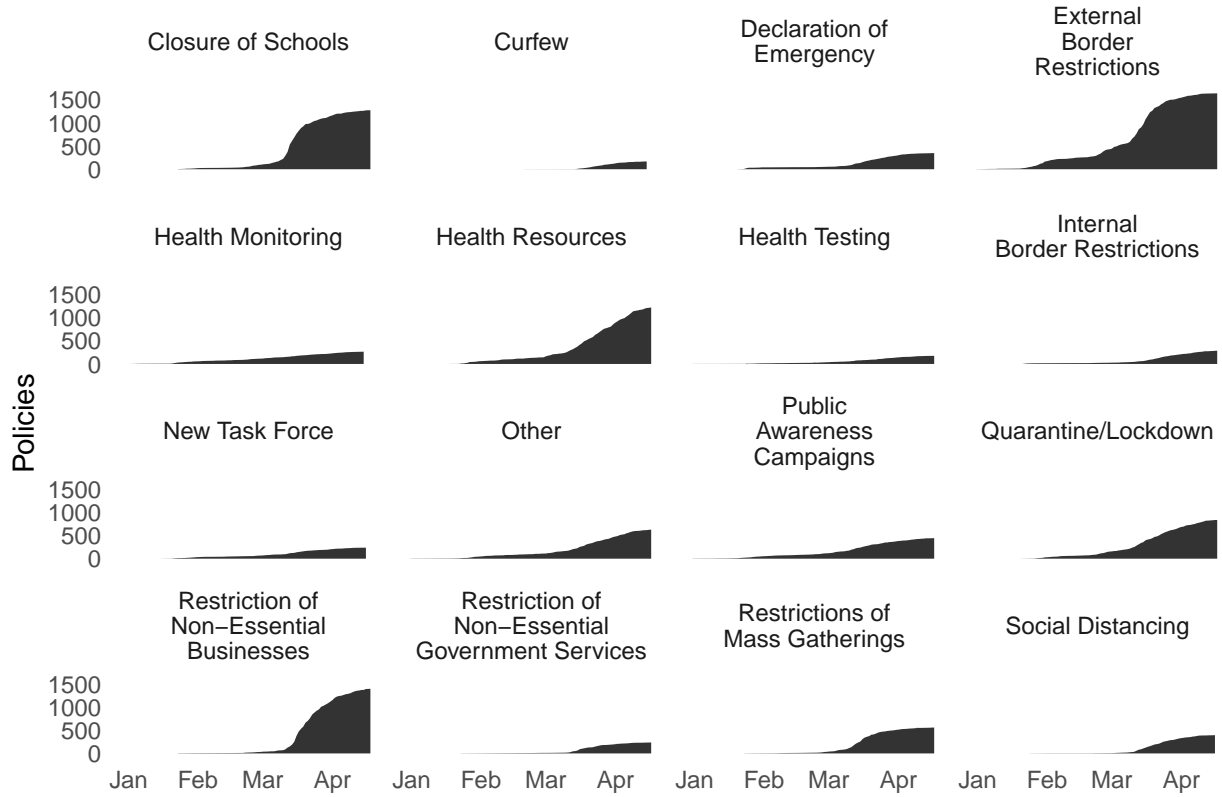 Closure of Schools
Curfew
Declaration of
Emergency
External
Border
Restrictions
1500
1000
500
0
Health Monitoring
Health Resources
Health Testing
Internal
Border Restrictions
1500
1000
500
0
Policies
New Task Force
Other
Public
Awareness
Campaigns
Quarantine/Lockdown
1500
1000
500
0
Restriction of
Non−Essential
Businesses
Restriction of
Non−Essential
Government Services
Restrictions of
Mass Gatherings
Social Distancing
1500
1000
500
0
Jan Feb Mar Apr Jan Feb Mar Apr Jan Feb Mar Apr Jan Feb Mar Apr